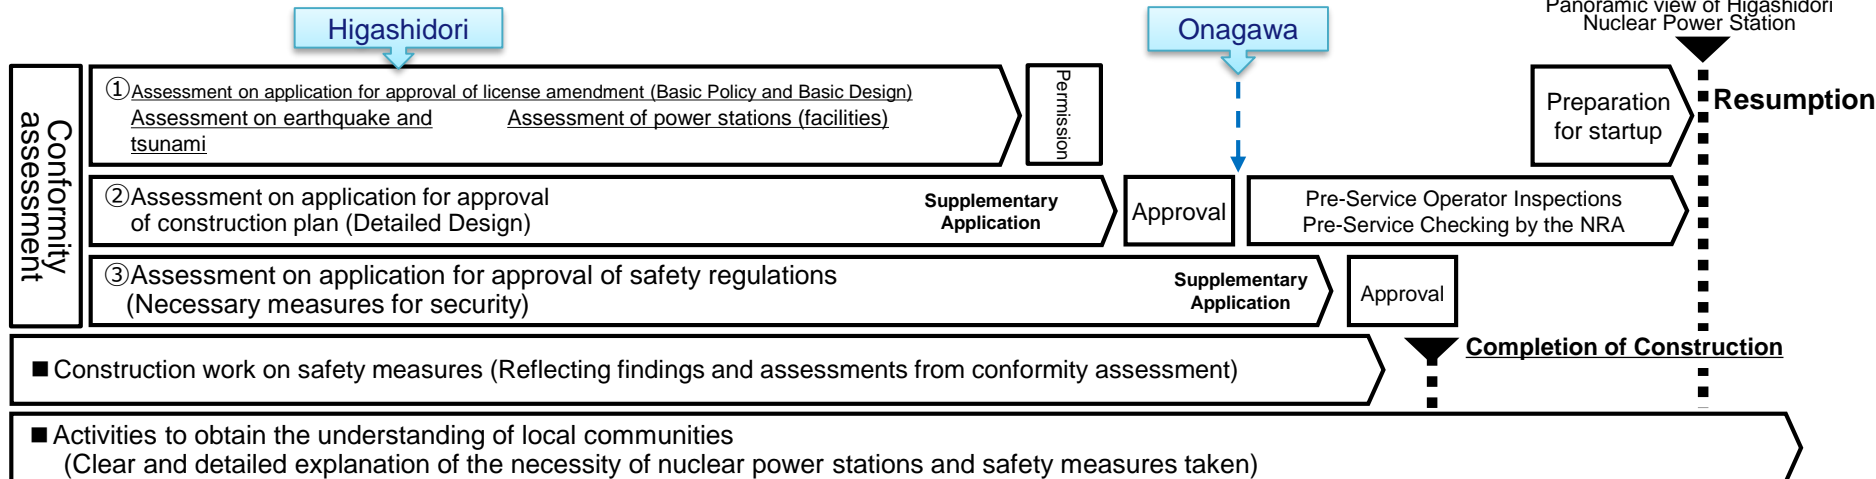 Panoramic view of Higashidori
Nuclear Power Station
Higashidori
Onagawa
Conformity
assessment
①Assessment on application for approval of license amendment (Basic Policy and Basic Design)
Assessment on earthquake and
tsunami
Assessment of power stations (facilities)
Permission
Preparation
for startup
Resumption
②Assessment on application for approval
of construction plan (Detailed Design)
Supplementary
Application
Approval
Pre-Service Operator Inspections
Pre-Service Checking by the NRA
③Assessment on application for approval of safety regulations
(Necessary measures for security)
Supplementary
Application
Approval
Completion of Construction
■ Construction work on safety measures (Reflecting findings and assessments from conformity assessment)
■ Activities to obtain the understanding of local communities
(Clear and detailed explanation of the necessity of nuclear power stations and safety measures taken)